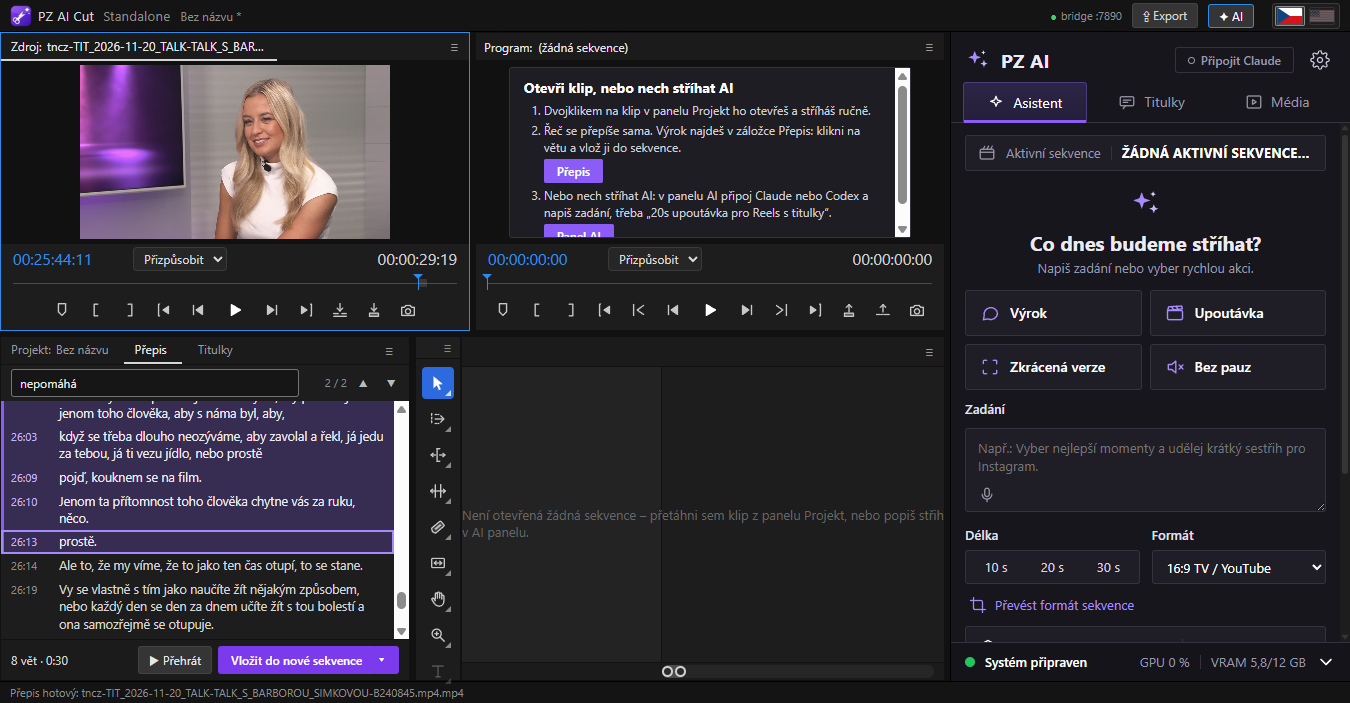 PZ AI Cut Standalone Bez názvu *
bridge :7890
Export
AI
Zdroj: tncz-TIT_2026-11-20_TALK-TALK_S_BAR...
00:25:44:11
Přizpůsobit
00:00:29:19
Program: (žádná sekvence)
Otevři klip, nebo nech stříhat AI
1. Dvojklikem na klip v panelu Projekt ho otevřeš a stříháš ručně.
2. Řeč se přepíše sama. Výrok najdeš v záložce Přepis: klikni na
větu a vlož ji do sekvence.
Přepis
3. Nebo nech stříhat AI: v panelu AI připoj Claude nebo Codex a
napiš zadání, třeba „20s upoutávka pro Reels s titulky“.
Panel AI
00:00:00:00
Přizpůsobit
00:00:00:00
Projekt: Bez názvu
Přepis
Titulky
nepomáhá
2 / 2
jenom toho člověka, aby s náma byl, aby,
26:03 když se třeba dlouho neozýváme, aby zavolal a řekl, já jedu
za tebou, já ti vezu jídlo, nebo prostě
26:09 pojď, kouknem se na film.
26:10 Jenom ta přítomnost toho člověka chytne vás za ruku,
něco.
26:13 prostě.
26:14 Ale to, že my víme, že to jako ten čas otupí, to se stane.
26:19 Vy se vlastně s tím jako naučíte žít nějakým způsobem,
nebo každý den se den za dnem učíte žít s tou bolestí a
ona samozřejmě se otupuje.
8 vět · 0:30
Přehrát
Vložit do nové sekvence
Není otevřená žádná sekvence – přetáhni sem klip z panelu Projekt, nebo popiš střih
v AI panelu.
PZ AI
Připojit Claude
Asistent
Titulky
Média
Aktivní sekvence
ŽÁDNÁ AKTIVNÍ SEKVENCE...
Co dnes budeme stříhat?
Napiš zadání nebo vyber rychlou akci.
Výrok
Upoutávka
Zkrácená verze
Bez pauz
Zadání
Např.: Vyber nejlepší momenty a udělej krátký sestřih pro
Instagram.
Délka
Formát
10 s
20 s
30 s
16:9 TV / YouTube
Převést formát sekvence
Systém připraven
GPU 0 %
VRAM 5,8/12 GB
Přepis hotový: tncz-TIT_2026-11-20_TALK-TALK_S_BARBOROU_SIMKOVOU-B240845.mp4.mp4